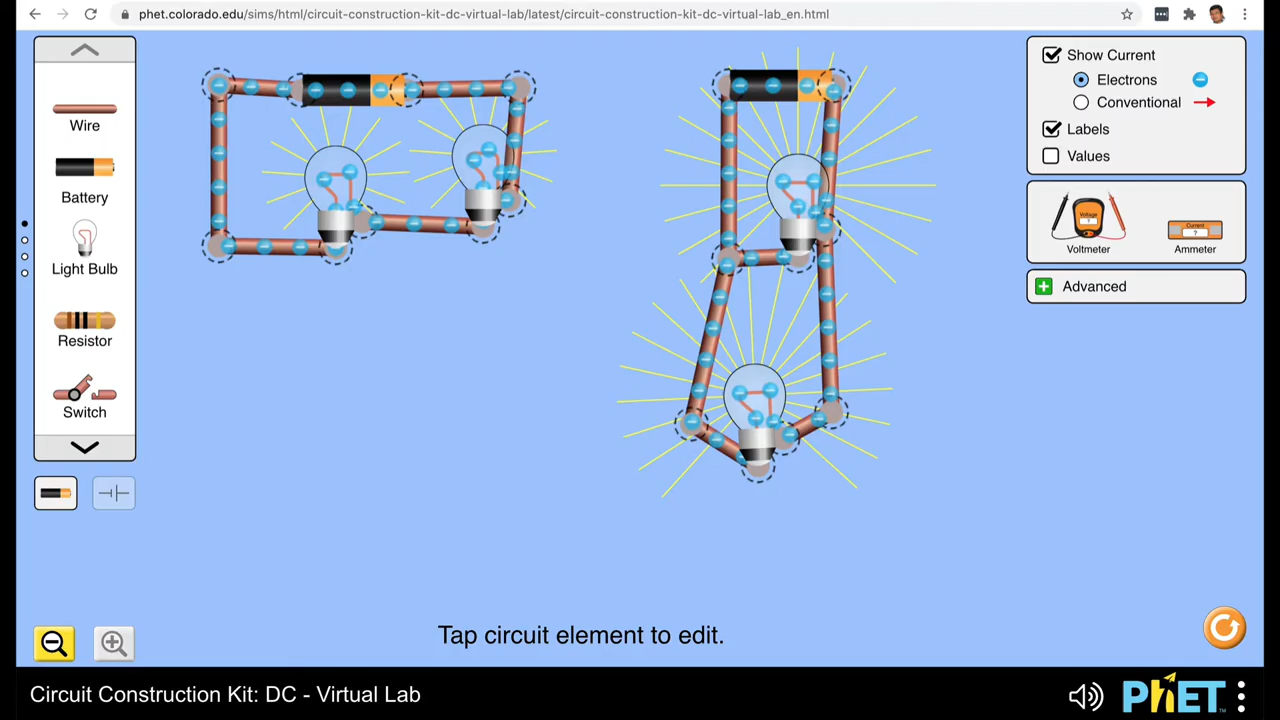 phet.colorado.edu/sims/html/circuit-construction-kit-dc-virtual-lab/latest/circuit-construction-kit-dc-virtual-lab_en.html
Wire
Battery
Light Bulb
Resistor
Switch
Show Current
Electrons
Conventional
Labels
Values
Voltage
?
Voltmeter
Current
?
Ammeter
Advanced
Tap circuit element to edit.
Circuit Construction Kit: DC - Virtual Lab
PhET